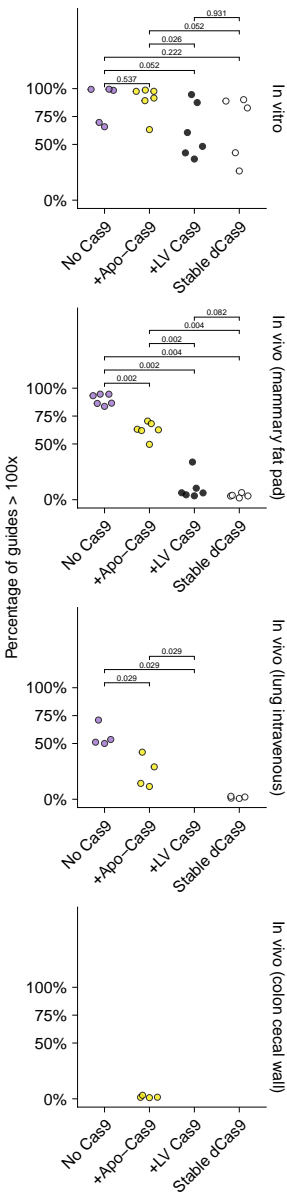 Percentage of guides > 100x
In vitro
0.931
0.052
0.026
0.222
0.052
0.537
100%
75%
50%
0%
No Cas9
+Apo−Cas9
+LV Cas9
Stable dCas9
In vivo (mammary fat pad)
0.082
0.004
0.002
0.004
0.002
0.002
100%
75%
50%
0%
No Cas9
+Apo−Cas9
+LV Cas9
Stable dCas9
In vivo (lung intravenous)
0.029
0.029
0.029
100%
75%
50%
0%
No Cas9
+Apo−Cas9
+LV Cas9
Stable dCas9
In vivo (colon cecal wall)
100%
75%
50%
0%
No Cas9
+Apo−Cas9
+LV Cas9
Stable dCas9